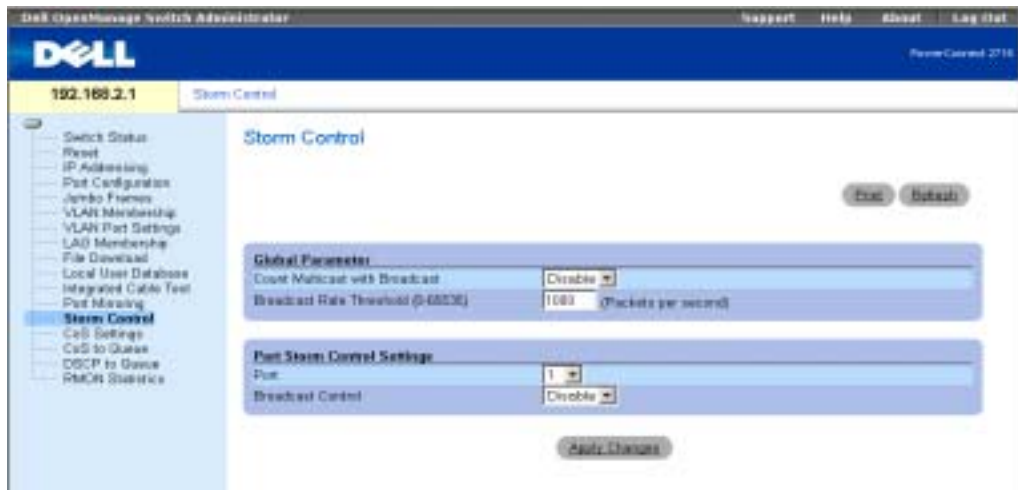 Dell OpenManage Switch Administrator
Support Help About Log Out
DELL
PowerConnect 2716
192.168.2.1
Storm Control
Switch Status
Reset
IP Addressing
Port Configuration
Jumbo Frames
VLAN Membership
VLAN Port Settings
LAG Membership
File Download
Local User Database
Integrated Cable Test
Port Mirroring
Storm Control
CoS Settings
CoS to Queue
DSCP to Queue
RMON Statistics
Storm Control
Print Refresh
Global Parameter
Count Multicast with Broadcast Disable
Broadcast Rate Threshold 1000 (Packets per second)
Port Storm Control Settings
Port 1
Broadcast Control Disable
Apply Changes